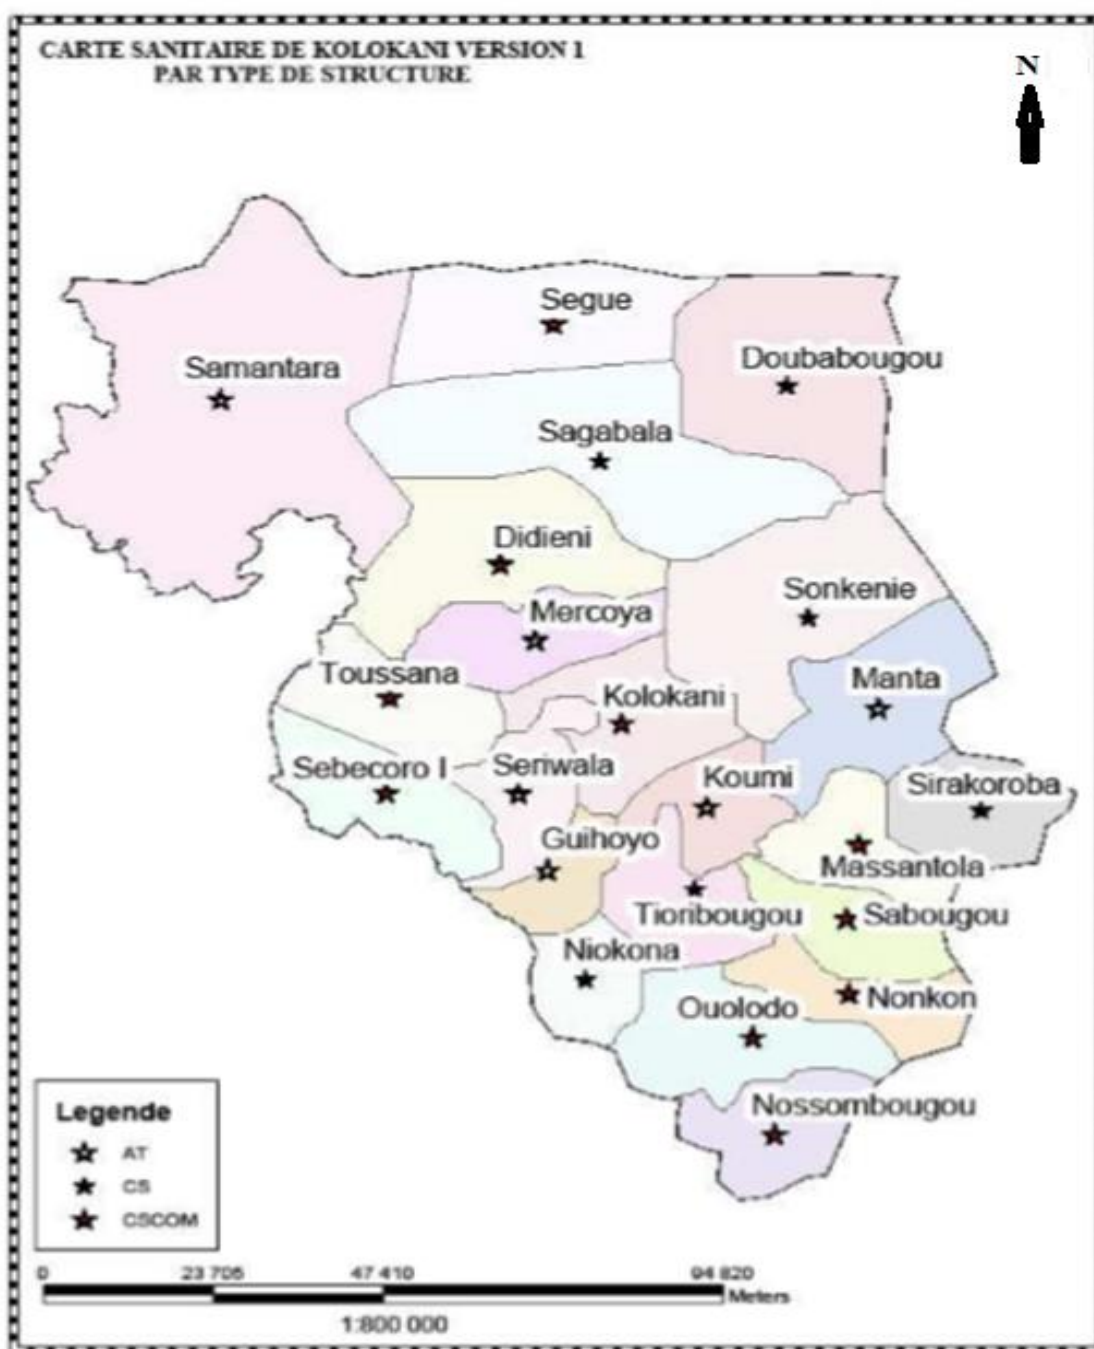 CARTE SANITAIRE DE KOLOKANI VERSION 1
PAR TYPE DE STRUCTURE
N
Segue
Doubabougou
Samantara
Sagabala
Didieni
Sonkenie
Mercoya
Toussana
Manta
Kolokani
Sebecoro I
Seriwala
Koumi
Sirakoroba
Guihoyo
Massantola
Tioribougou
Sabougou
Niokona
Nonkon
Ouolodo
Nossombougou
Legende
AT
CS
CSCOM
0 23 705 47 410 94 820
Meters
1:800 000